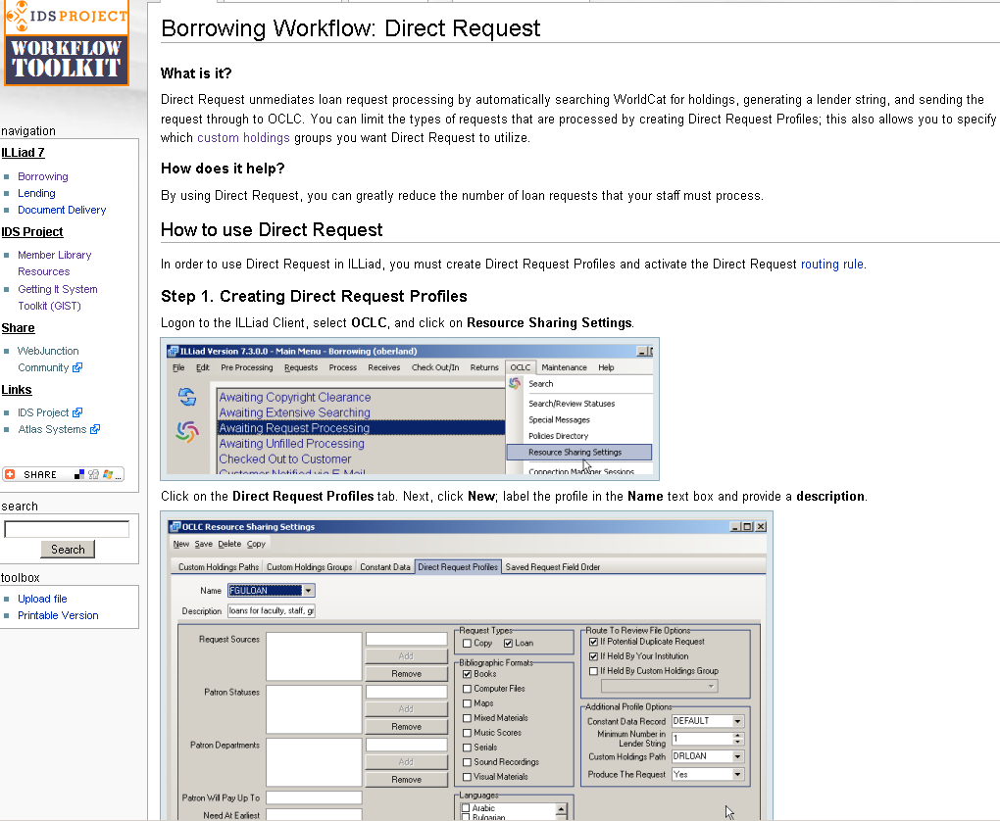 IDSPROJECT
WORKFLOW
TOOLKIT
navigation
ILLiad 7
Borrowing
Lending
Document Delivery
IDS Project
Member Library
Resources
Getting It System
Toolkit (GIST)
Share
WebJunction
Community
Links
IDS Project
Atlas Systems
SHARE
search
Search
toolbox
Upload file
Printable Version
Borrowing Workflow: Direct Request
What is it?
Direct Request unmediates loan request processing by automatically searching WorldCat for holdings, generating a lender string, and sending the
request through to OCLC. You can limit the types of requests that are processed by creating Direct Request Profiles; this also allows you to specify
which custom holdings groups you want Direct Request to utilize.
How does it help?
By using Direct Request, you can greatly reduce the number of loan requests that your staff must process.
How to use Direct Request
In order to use Direct Request in ILLiad, you must create Direct Request Profiles and activate the Direct Request routing rule.
Step 1. Creating Direct Request Profiles
Logon to the ILLiad Client, select OCLC, and click on Resource Sharing Settings.
ILLiad Version 7.3.0.0 - Main Menu - Borrowing (oberland)
File Edit Pre Processing Requests Process Receives Check Out/In Returns OCLC Maintenance Help
Awaiting Copyright Clearance
Awaiting Extensive Searching
Awaiting Request Processing
Awaiting Unfilled Processing
Checked Out to Customer
Customer Notified via E-Mail
Search
Search/Review Statuses
Special Messages
Policies Directory
Resource Sharing Settings
Connection Manager Sessions
Click on the Direct Request Profiles tab. Next, click New; label the profile in the Name text box and provide a description.
OCLC Resource Sharing Settings
New Save Delete Copy
Custom Holdings Paths Custom Holdings Groups Constant Data Direct Request Profiles Saved Request Field Order
Name FGULOAN
Description loans for faculty, staff, gr
Request Sources
Add
Remove
Patron Statuses
Add
Remove
Patron Departments
Add
Remove
Patron Will Pay Up To
Need At Earliest
Request Types
Copy Loan
Bibliographic Formats
Books
Computer Files
Maps
Mixed Materials
Music Scores
Serials
Sound Recordings
Visual Materials
Languages
Arabic
Bulgarian
Route To Review File Options
If Potential Duplicate Request
If Held By Your Institution
If Held By Custom Holdings Group
Additional Profile Options
Constant Data Record DEFAULT
Minimum Number in
Lender String 1
Custom Holdings Path DRLOAN
Produce The Request Yes